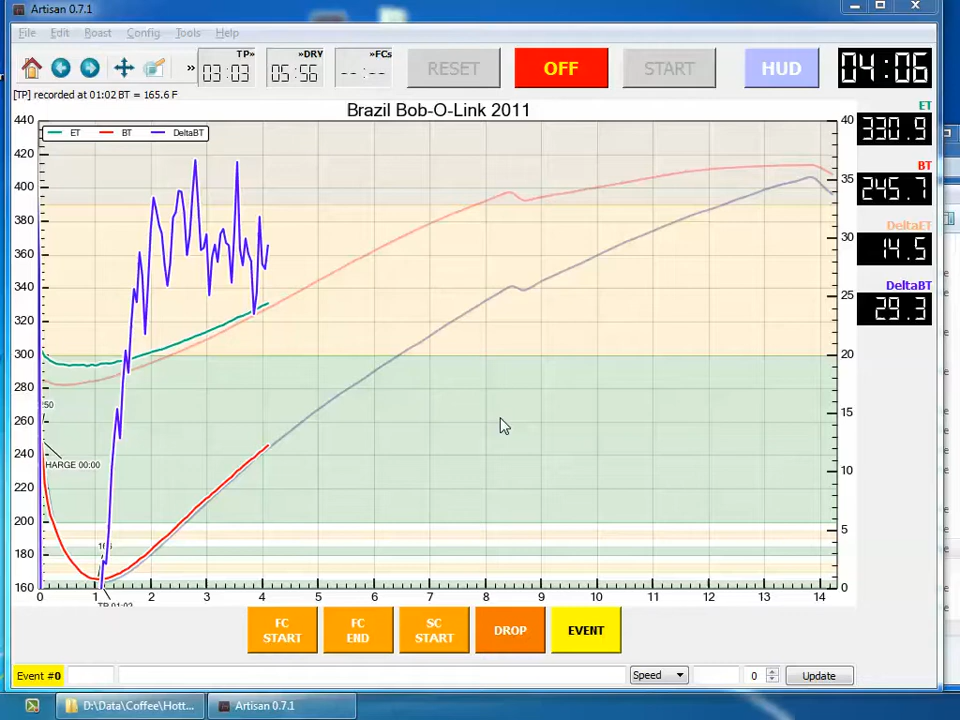 Artisan 0.7.1
File Edit Roast Config Tools Help
TP» »DRY »FCs
» 03:03 05:56 --:-- RESET OFF START HUD 04:06
[TP] recorded at 01:02 BT = 165.6 F
Brazil Bob-O-Link 2011
ET
330.9
BT
245.7
DeltaET
14.5
DeltaBT
29.3
ET BT DeltaBT
440
420
400
380
360
340
320
300
280
260
240
220
200
180
160
40
35
30
25
20
15
10
5
0
250
HARGE 00:00
TP 01:02
0 1 2 3 4 5 6 7 8 9 10 11 12 13 14
FC START
FC END
SC START
DROP
EVENT
Event #0 Speed 0 Update
D:\Data\Coffee\Hott... Artisan 0.7.1